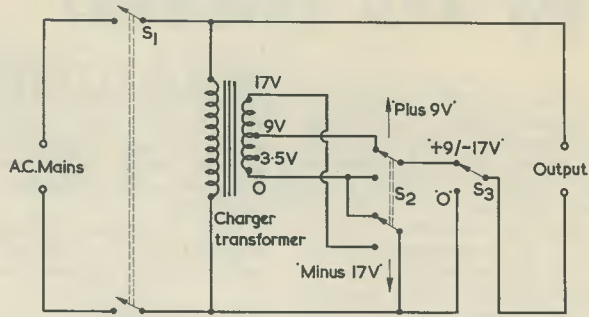 S1
17V
9V
3·5V
O
"Plus 9V"
"+9/-17V"
A.C. Mains
Output
S2
"O"
S3
Charger
transformer
"Minus 17V"